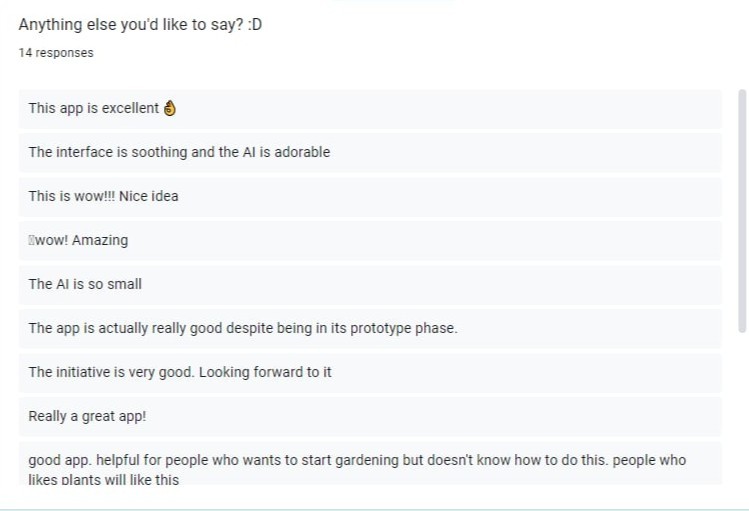 Anything else you'd like to say? :D
14 responses
This app is excellent 👌
The interface is soothing and the AI is adorable
This is wow!!! Nice idea
wow! Amazing
The AI is so small
The app is actually really good despite being in its prototype phase.
The initiative is very good. Looking forward to it
Really a great app!
good app. helpful for people who wants to start gardening but doesn't know how to do this. people who
likes plants will like this